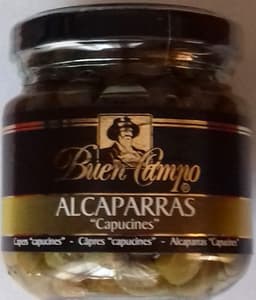 Buen Campo ®
ALCAPARRAS
"Capucines"
Capers "capucines" - Câpres "capucines" - Alcaparras "Capucines"